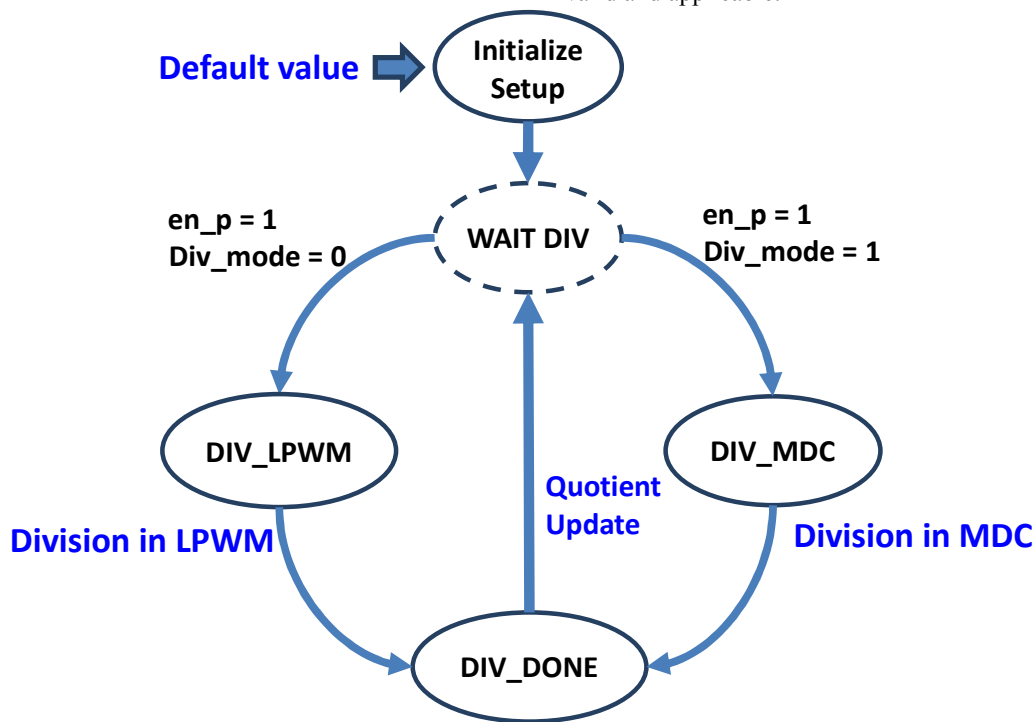 Initialize
Setup
Default value
en_p = 1
Div_mode = 0
WAIT DIV
en_p = 1
Div_mode = 1
DIV_LPWM
DIV_MDC
Quotient
Update
Division in LPWM
Division in MDC
DIV_DONE